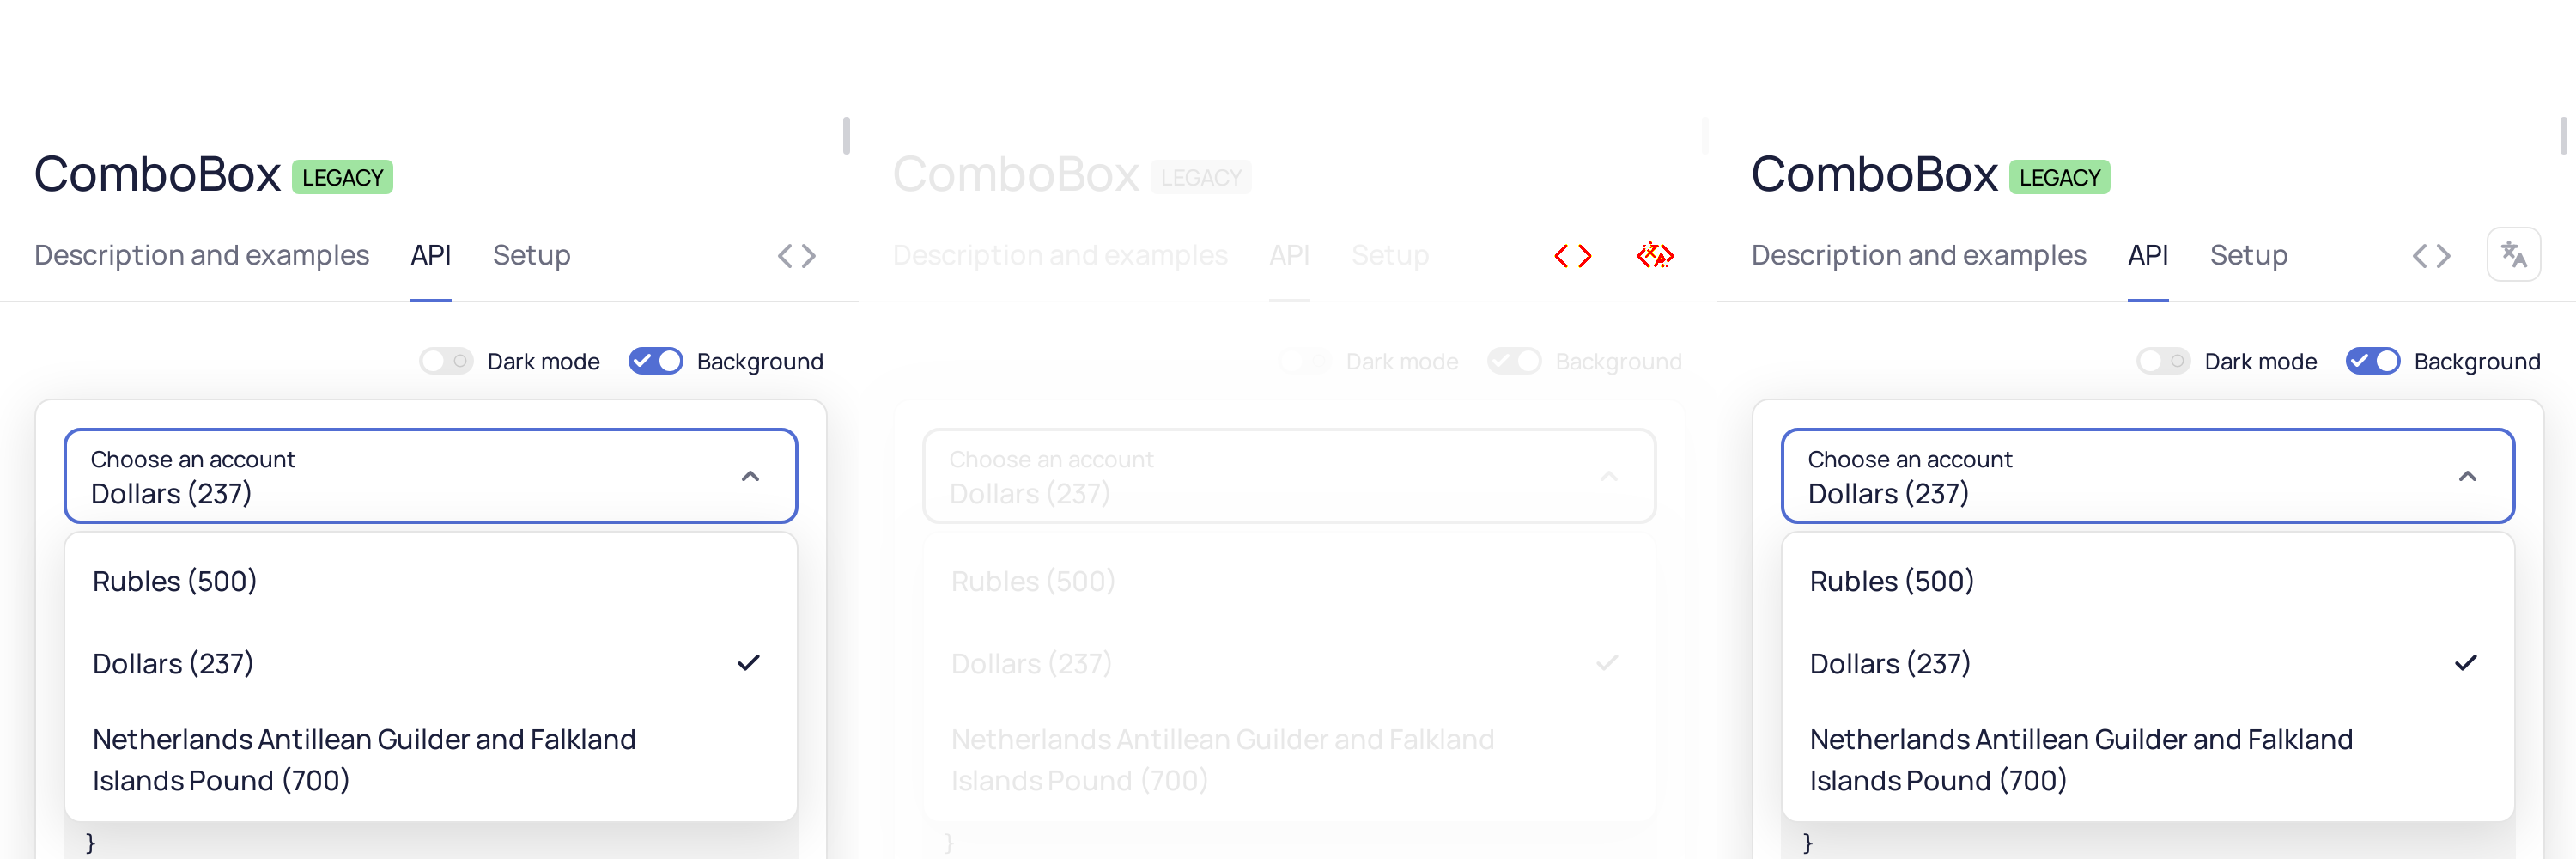 ComboBox LEGACY
Description and examples API Setup
Dark mode Background
Choose an account
Dollars (237)
Rubles (500)
Dollars (237)
Netherlands Antillean Guilder and Falkland
Islands Pound (700)
}
ComboBox LEGACY
Description and examples API Setup
Dark mode Background
Choose an account
Dollars (237)
Rubles (500)
Dollars (237)
Netherlands Antillean Guilder and Falkland
Islands Pound (700)
}
ComboBox LEGACY
Description and examples API Setup
Dark mode Background
Choose an account
Dollars (237)
Rubles (500)
Dollars (237)
Netherlands Antillean Guilder and Falkland
Islands Pound (700)
}